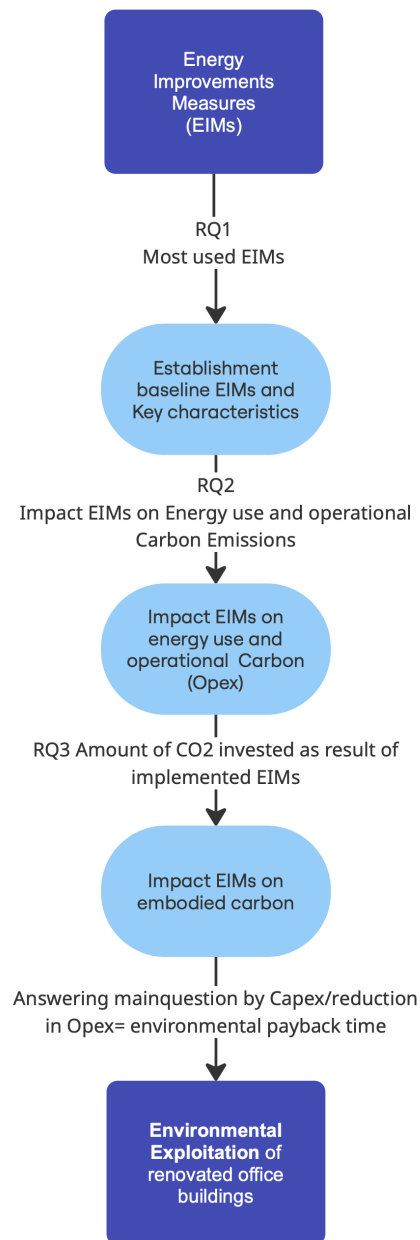 Energy
Improvements
Measures
(EIMs)
RQ1
Most used EIMs
Establishment
baseline EIMs and
Key characteristics
RQ2
Impact EIMs on Energy use and operational
Carbon Emissions
Impact EIMs on
energy use and
operational Carbon
(Opex)
RQ3 Amount of CO2 invested as result of
implemented EIMs
Impact EIMs on
embodied carbon
Answering mainquestion by Capex/reduction
in Opex= environmental payback time
Environmental
Exploitation of
renovated office
buildings